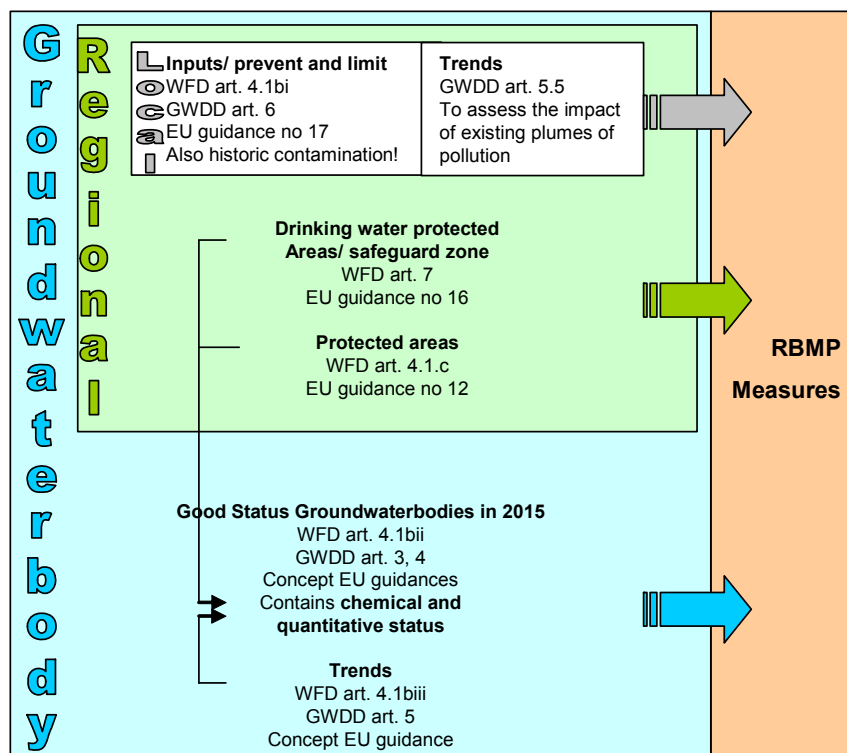 Groundwaterbody
Regional
Local
Inputs/ prevent and limit
WFD art. 4.1bi
GWDD art. 6
EU guidance no 17
Also historic contamination!
Trends
GWDD art. 5.5
To assess the impact
of existing plumes of
pollution
Drinking water protected
Areas/ safeguard zone
WFD art. 7
EU guidance no 16
Protected areas
WFD art. 4.1.c
EU guidance no 12
RBMP
Measures
Good Status Groundwaterbodies in 2015
WFD art. 4.1bii
GWDD art. 3, 4
Concept EU guidances
Contains chemical and
quantitative status
Trends
WFD art. 4.1biii
GWDD art. 5
Concept EU guidance